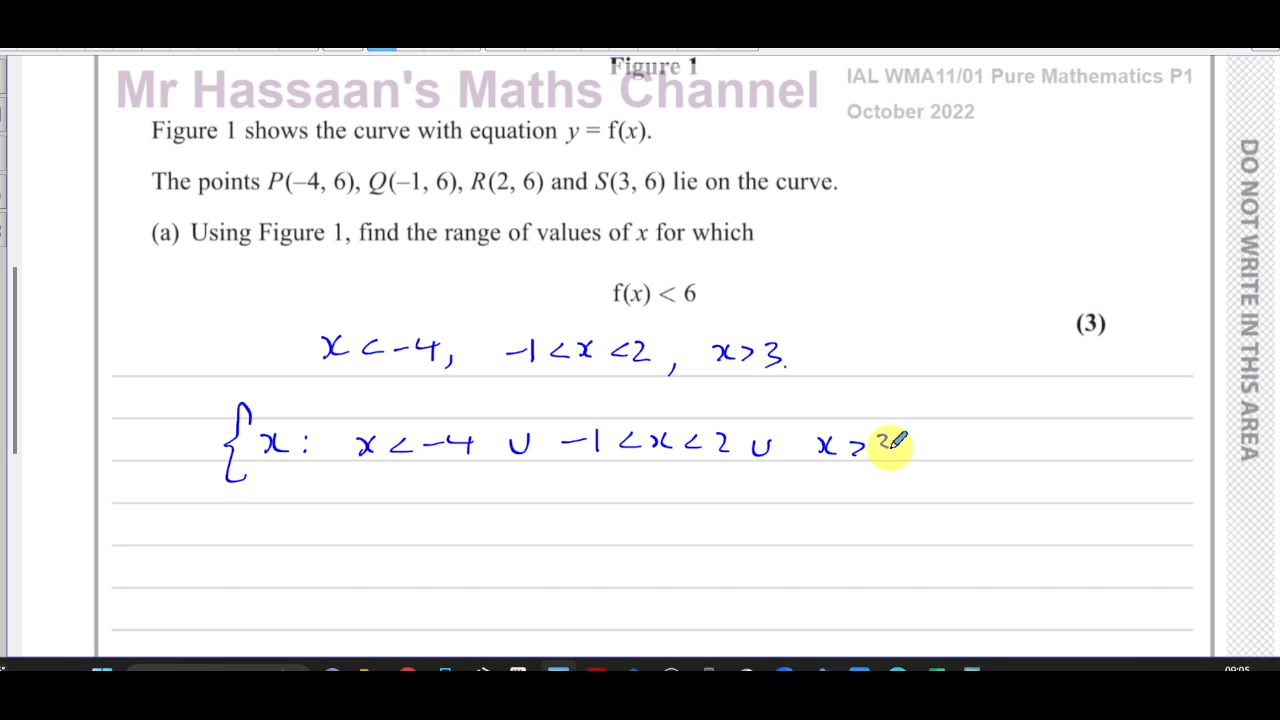 Figure 1
Mr Hassaan's Maths Channel
IAL WMA11/01 Pure Mathematics P1
October 2022
Figure 1 shows the curve with equation y = f(x).
The points P(–4, 6), Q(–1, 6), R(2, 6) and S(3, 6) lie on the curve.
(a) Using Figure 1, find the range of values of x for which
f(x) < 6
(3)
x < -4, -1 < x < 2, x > 3.
{x: x < -4 ∪ -1 < x < 2 ∪ x >
DO NOT WRITE IN THIS AREA
09:05